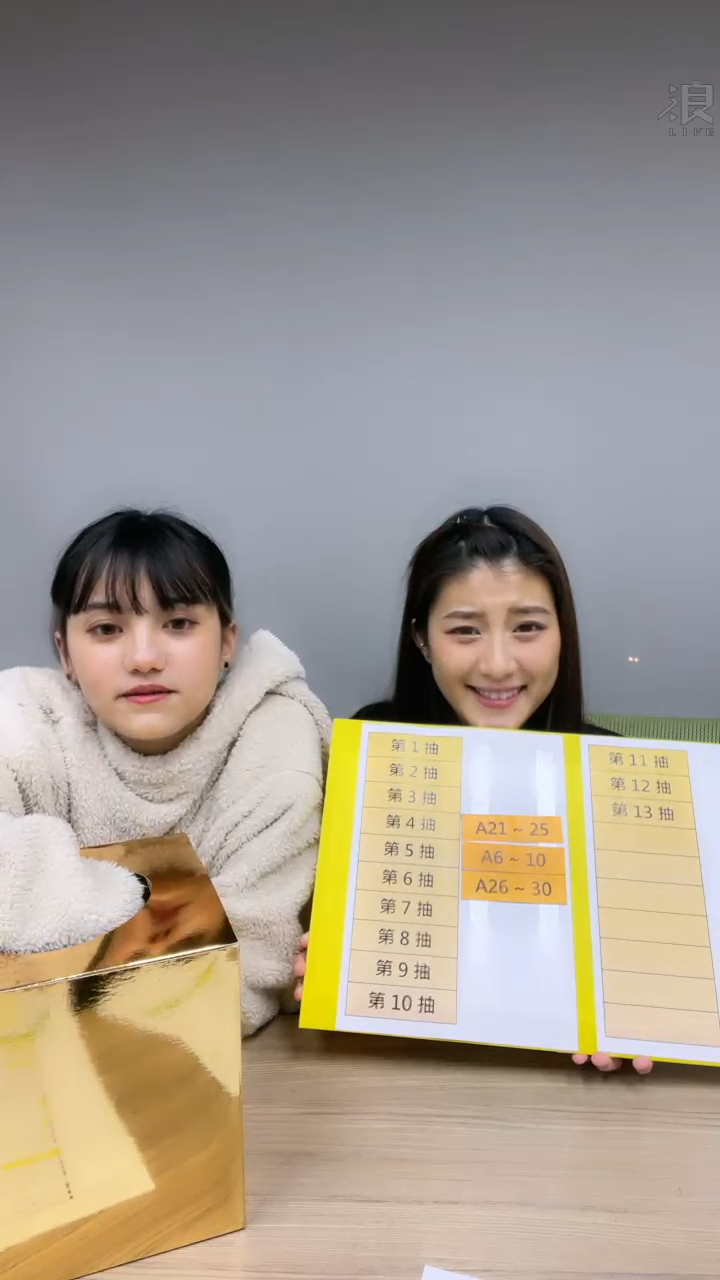 浪
LIVE
第 1 抽
第 2 抽
第 3 抽
第 4 抽
A21 ~ 25
第 5 抽
A6 ~ 10
第 6 抽
A26 ~ 30
第 7 抽
第 8 抽
第 9 抽
第 10 抽
第 11 抽
第 12 抽
第 13 抽